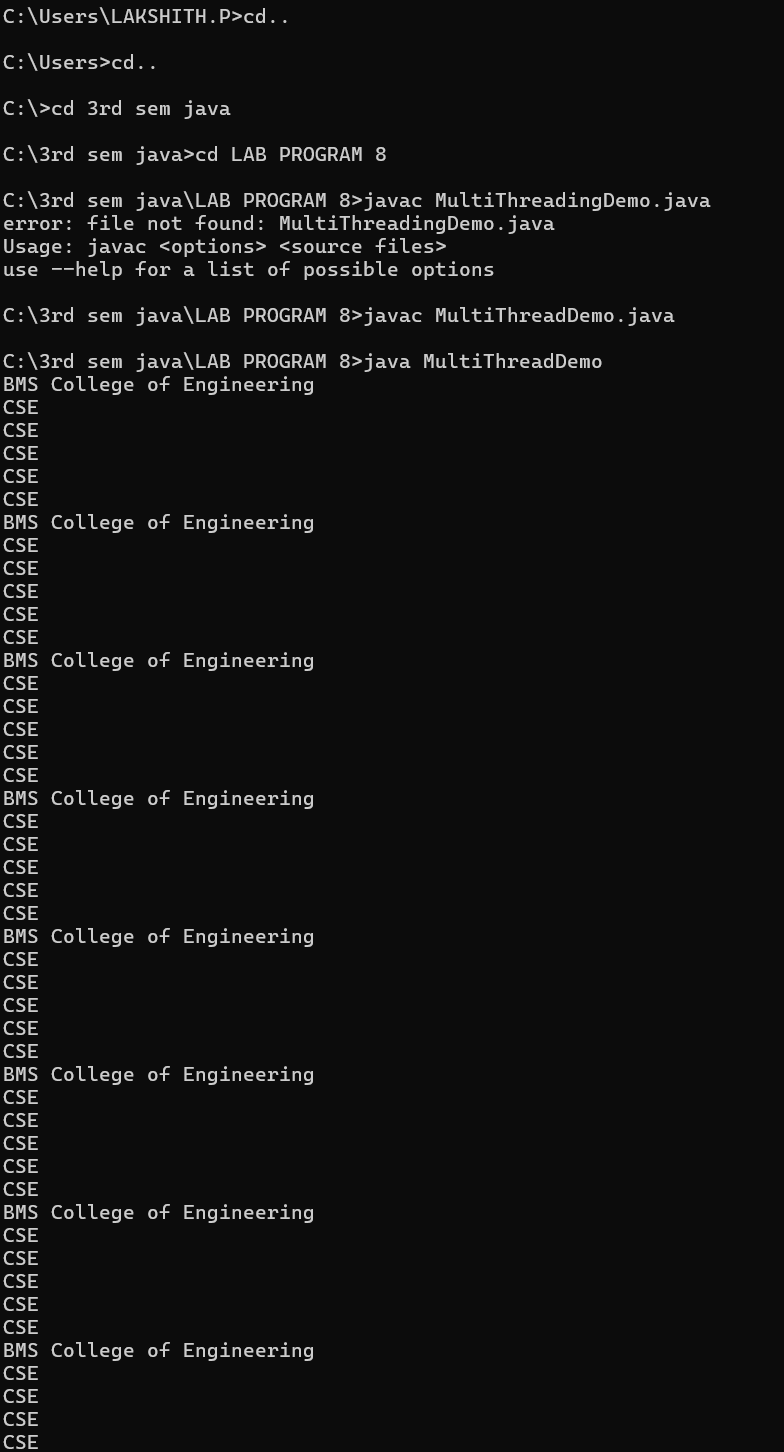 C:\Users\LAKSHITH.P>cd..
C:\Users>cd..
C:\>cd 3rd sem java
C:\3rd sem java>cd LAB PROGRAM 8
C:\3rd sem java\LAB PROGRAM 8>javac MultiThreadingDemo.java
error: file not found: MultiThreadingDemo.java
Usage: javac <options> <source files>
use --help for a list of possible options
C:\3rd sem java\LAB PROGRAM 8>javac MultiThreadDemo.java
C:\3rd sem java\LAB PROGRAM 8>java MultiThreadDemo
BMS College of Engineering
CSE
CSE
CSE
CSE
CSE
BMS College of Engineering
CSE
CSE
CSE
CSE
CSE
BMS College of Engineering
CSE
CSE
CSE
CSE
CSE
BMS College of Engineering
CSE
CSE
CSE
CSE
CSE
BMS College of Engineering
CSE
CSE
CSE
CSE
CSE
BMS College of Engineering
CSE
CSE
CSE
CSE
CSE
BMS College of Engineering
CSE
CSE
CSE
CSE
CSE
BMS College of Engineering
CSE
CSE
CSE
CSE